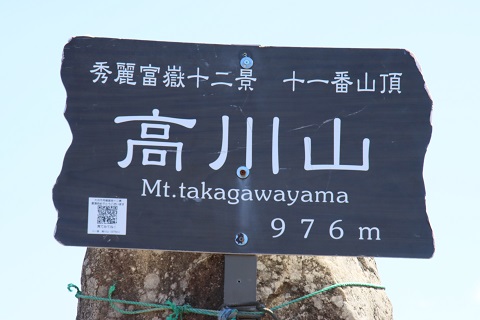 秀麗富嶽十二景 十一番山頂
高川山
Mt.takagawayama
976m